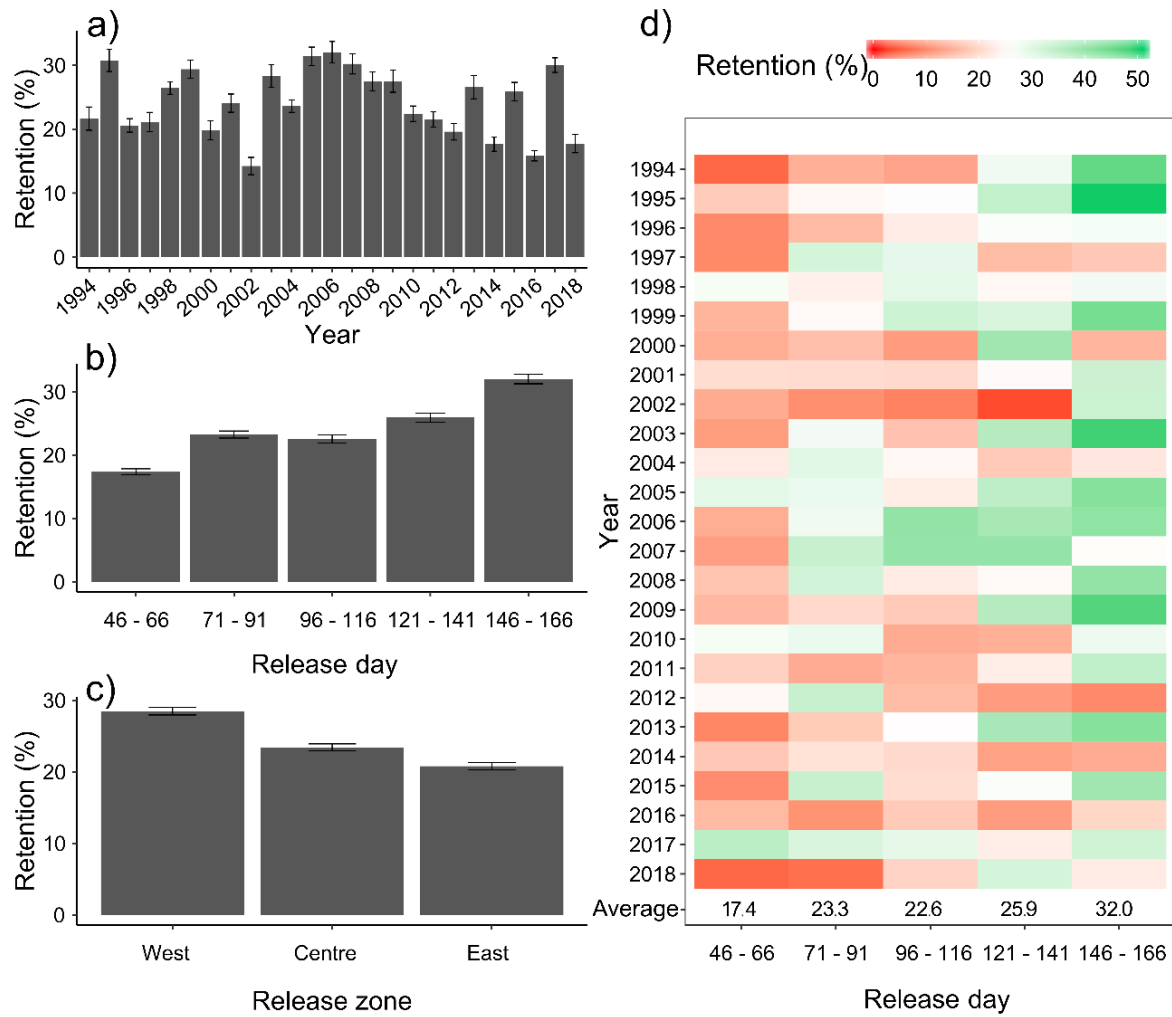 a)
Retention (%)
30
20
10
0
1994 1996 1998 2000 2002 2004 2006 2008 2010 2012 2014 2016 2018
Year
b)
Retention (%)
30
20
10
0
46 - 66 71 - 91 96 - 116 121 - 141 146 - 166
Release day
c)
Retention (%)
30
20
10
0
West Centre East
Release zone
d)
Retention (%)
0 10 20 30 40 50
Year
1994
1995
1996
1997
1998
1999
2000
2001
2002
2003
2004
2005
2006
2007
2008
2009
2010
2011
2012
2013
2014
2015
2016
2017
2018
Average 17.4 23.3 22.6 25.9 32.0
46 - 66 71 - 91 96 - 116 121 - 141 146 - 166
Release day